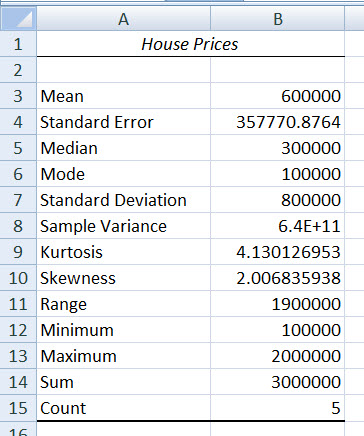 A B
1 House Prices
2
3 Mean 600000
4 Standard Error 357770.8764
5 Median 300000
6 Mode 100000
7 Standard Deviation 800000
8 Sample Variance 6.4E+11
9 Kurtosis 4.130126953
10 Skewness 2.006835938
11 Range 1900000
12 Minimum 100000
13 Maximum 2000000
14 Sum 3000000
15 Count 5
16